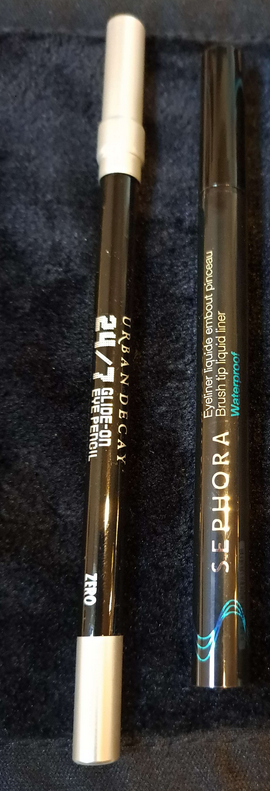 URBAN DECAY
24/7
GLIDE-ON
EYE PENCIL
ZERO
Eyeliner liquide embout pinceau
Brush tip liquid liner
Waterproof
SEPHORA